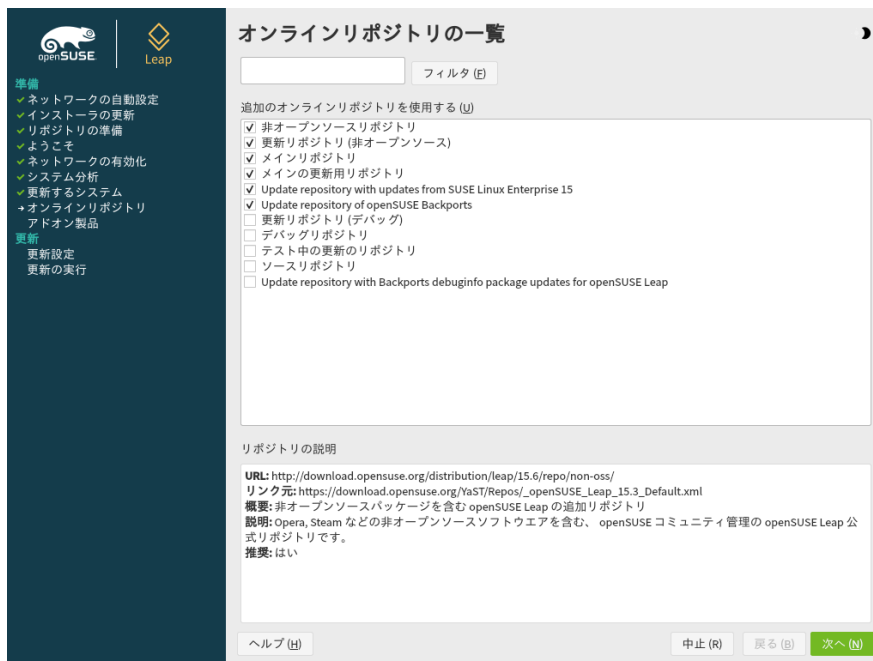 openSUSE
Leap
準備
ネットワークの自動設定
インストーラの更新
リポジトリの準備
ようこそ
ネットワークの有効化
システム分析
更新するシステム
オンラインリポジトリ
アドオン製品
更新
更新設定
更新の実行
オンラインリポジトリの一覧
フィルタ(F)
追加のオンラインリポジトリを使用する(U)
非オープンソースリポジトリ
更新リポジトリ (非オープンソース)
メインリポジトリ
メインの更新用リポジトリ
Update repository with updates from SUSE Linux Enterprise 15
Update repository of openSUSE Backports
更新リポジトリ (デバッグ)
デバッグリポジトリ
テスト中の更新のリポジトリ
ソースリポジトリ
Update repository with Backports debuginfo package updates for openSUSE Leap
リポジトリの説明
URL: http://download.opensuse.org/distribution/leap/15.6/repo/non-oss/
リンク元: https://download.opensuse.org/YaST/Repos/_openSUSE_Leap_15.3_Default.xml
概要: 非オープンソースパッケージを含む openSUSE Leap の追加リポジトリ
説明: Opera, Steam などの非オープンソースソフトウエアを含む、 openSUSE コミュニティ管理の openSUSE Leap 公
式リポジトリです。
推奨: はい
ヘルプ(H)
中止(R)
戻る(B)
次へ(N)